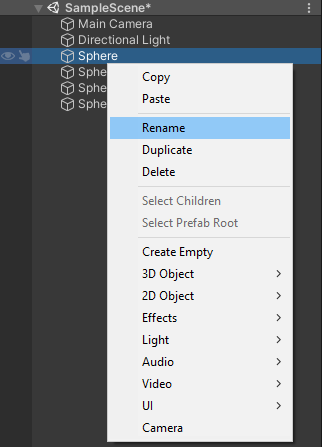 SampleScene*
Main Camera
Directional Light
Sphere
Sphe
Sphe
Sphe
Copy
Paste
Rename
Duplicate
Delete
Select Children
Select Prefab Root
Create Empty
3D Object
2D Object
Effects
Light
Audio
Video
UI
Camera